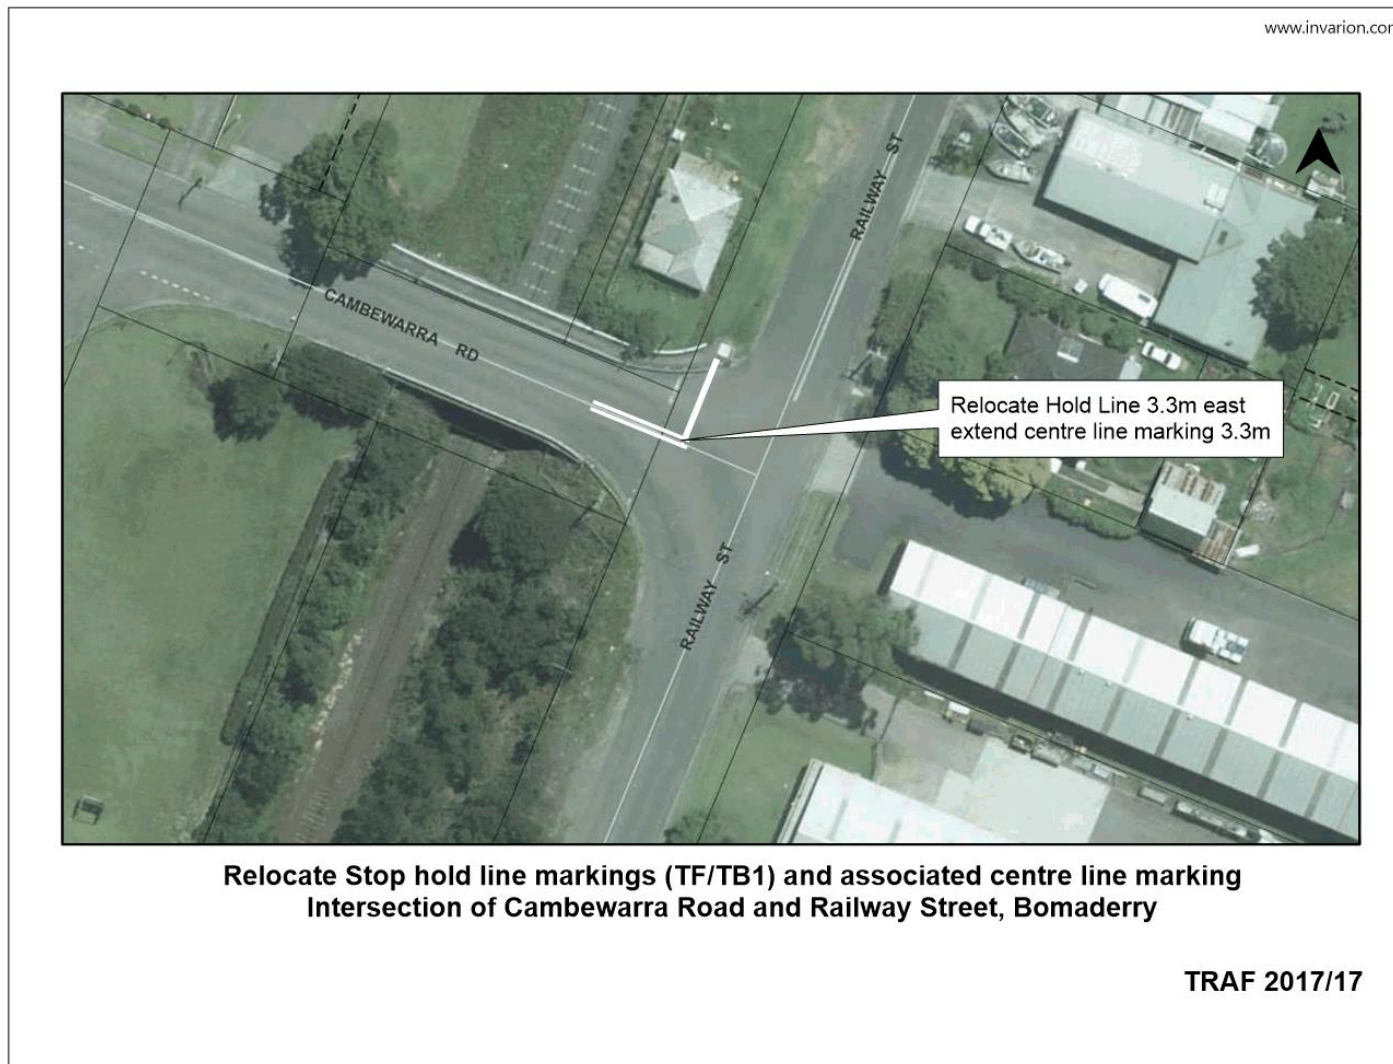 www.invarion.com
RAILWAY ST
CAMBEWARRA RD
Relocate Hold Line 3.3m east
extend centre line marking 3.3m
RAILWAY ST
Relocate Stop hold line markings (TF/TB1) and associated centre line marking
Intersection of Cambewarra Road and Railway Street, Bomaderry
TRAF 2017/17